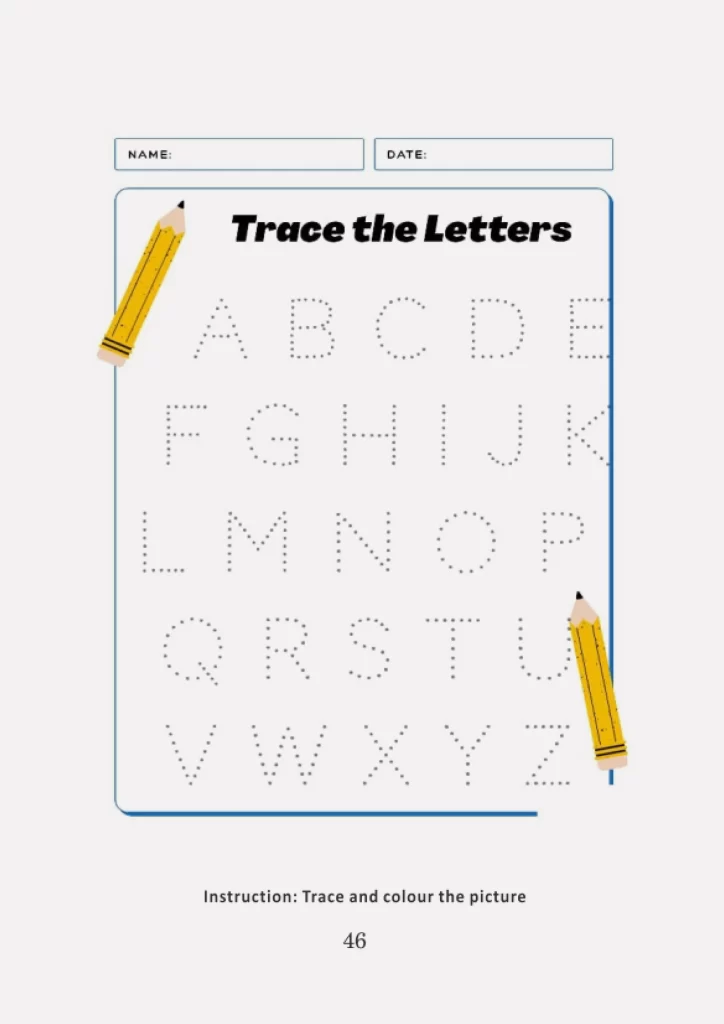 NAME: DATE:
Trace the Letters
A B C D E
F G H I J K
L M N O P
Q R S T U
V W X Y Z
Instruction: Trace and colour the picture
46